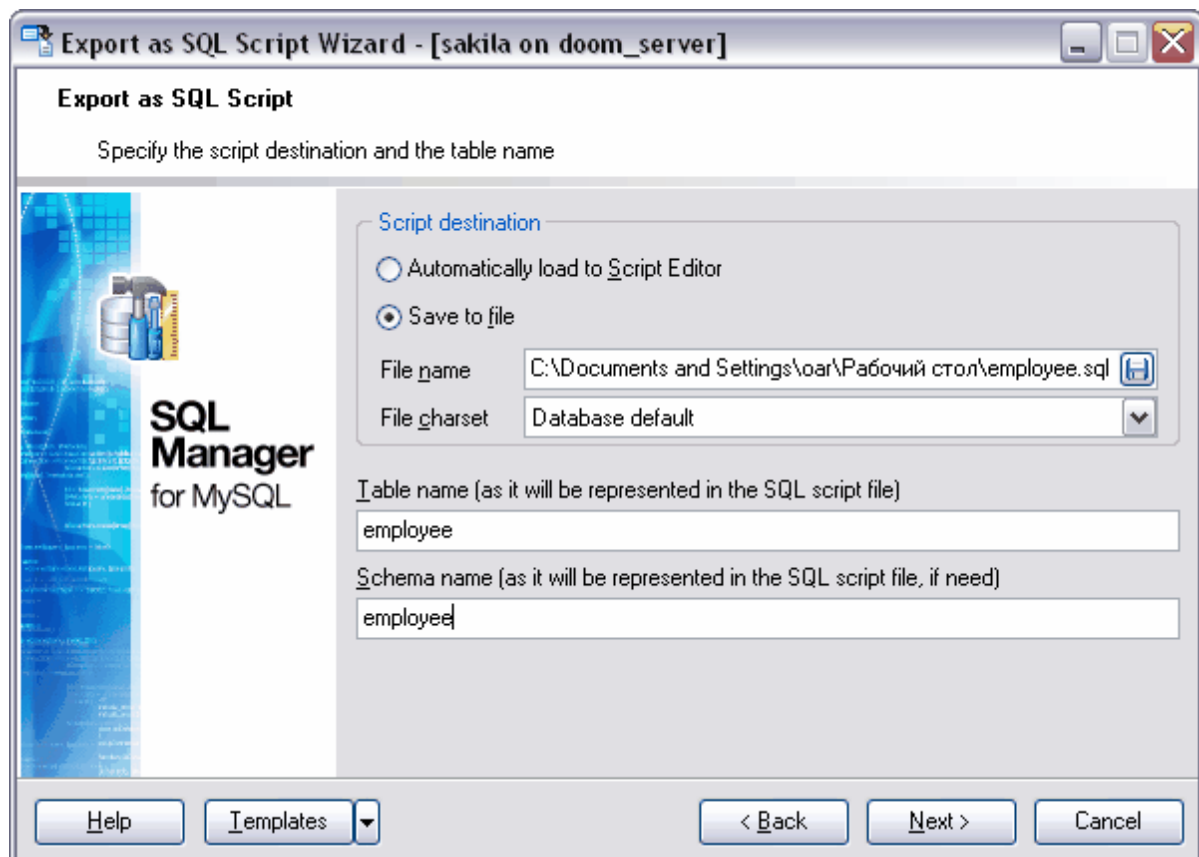 Export as SQL Script Wizard - [sakila on doom_server]
Export as SQL Script
Specify the script destination and the table name
Script destination
Automatically load to Script Editor
Save to file
File name
C:\Documents and Settings\oar\Рабочий стол\employee.sql
File charset
Database default
SQL
Manager
for MySQL
Table name (as it will be represented in the SQL script file)
employee
Schema name (as it will be represented in the SQL script file, if need)
employee
Help
Templates
< Back
Next >
Cancel